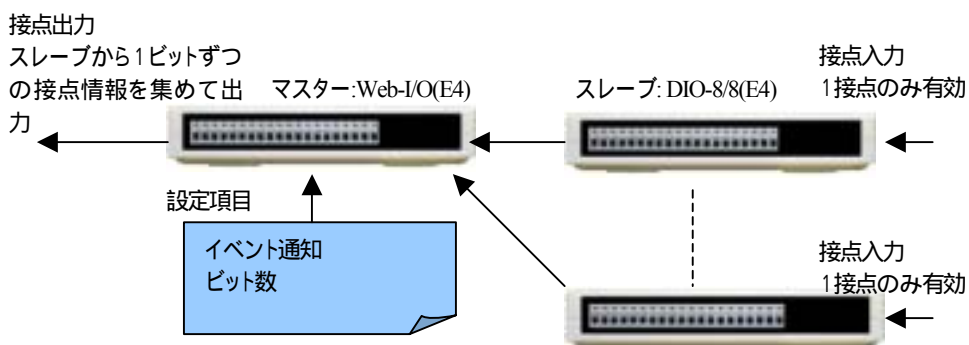 接点出力
スレーブから1ビットずつ
の接点情報を集めて出
力
マスター:Web-I/O(E4)
スレーブ: DIO-8/8(E4)
接点入力
1接点のみ有効
設定項目
イベント通知
ビット数
接点入力
1接点のみ有効